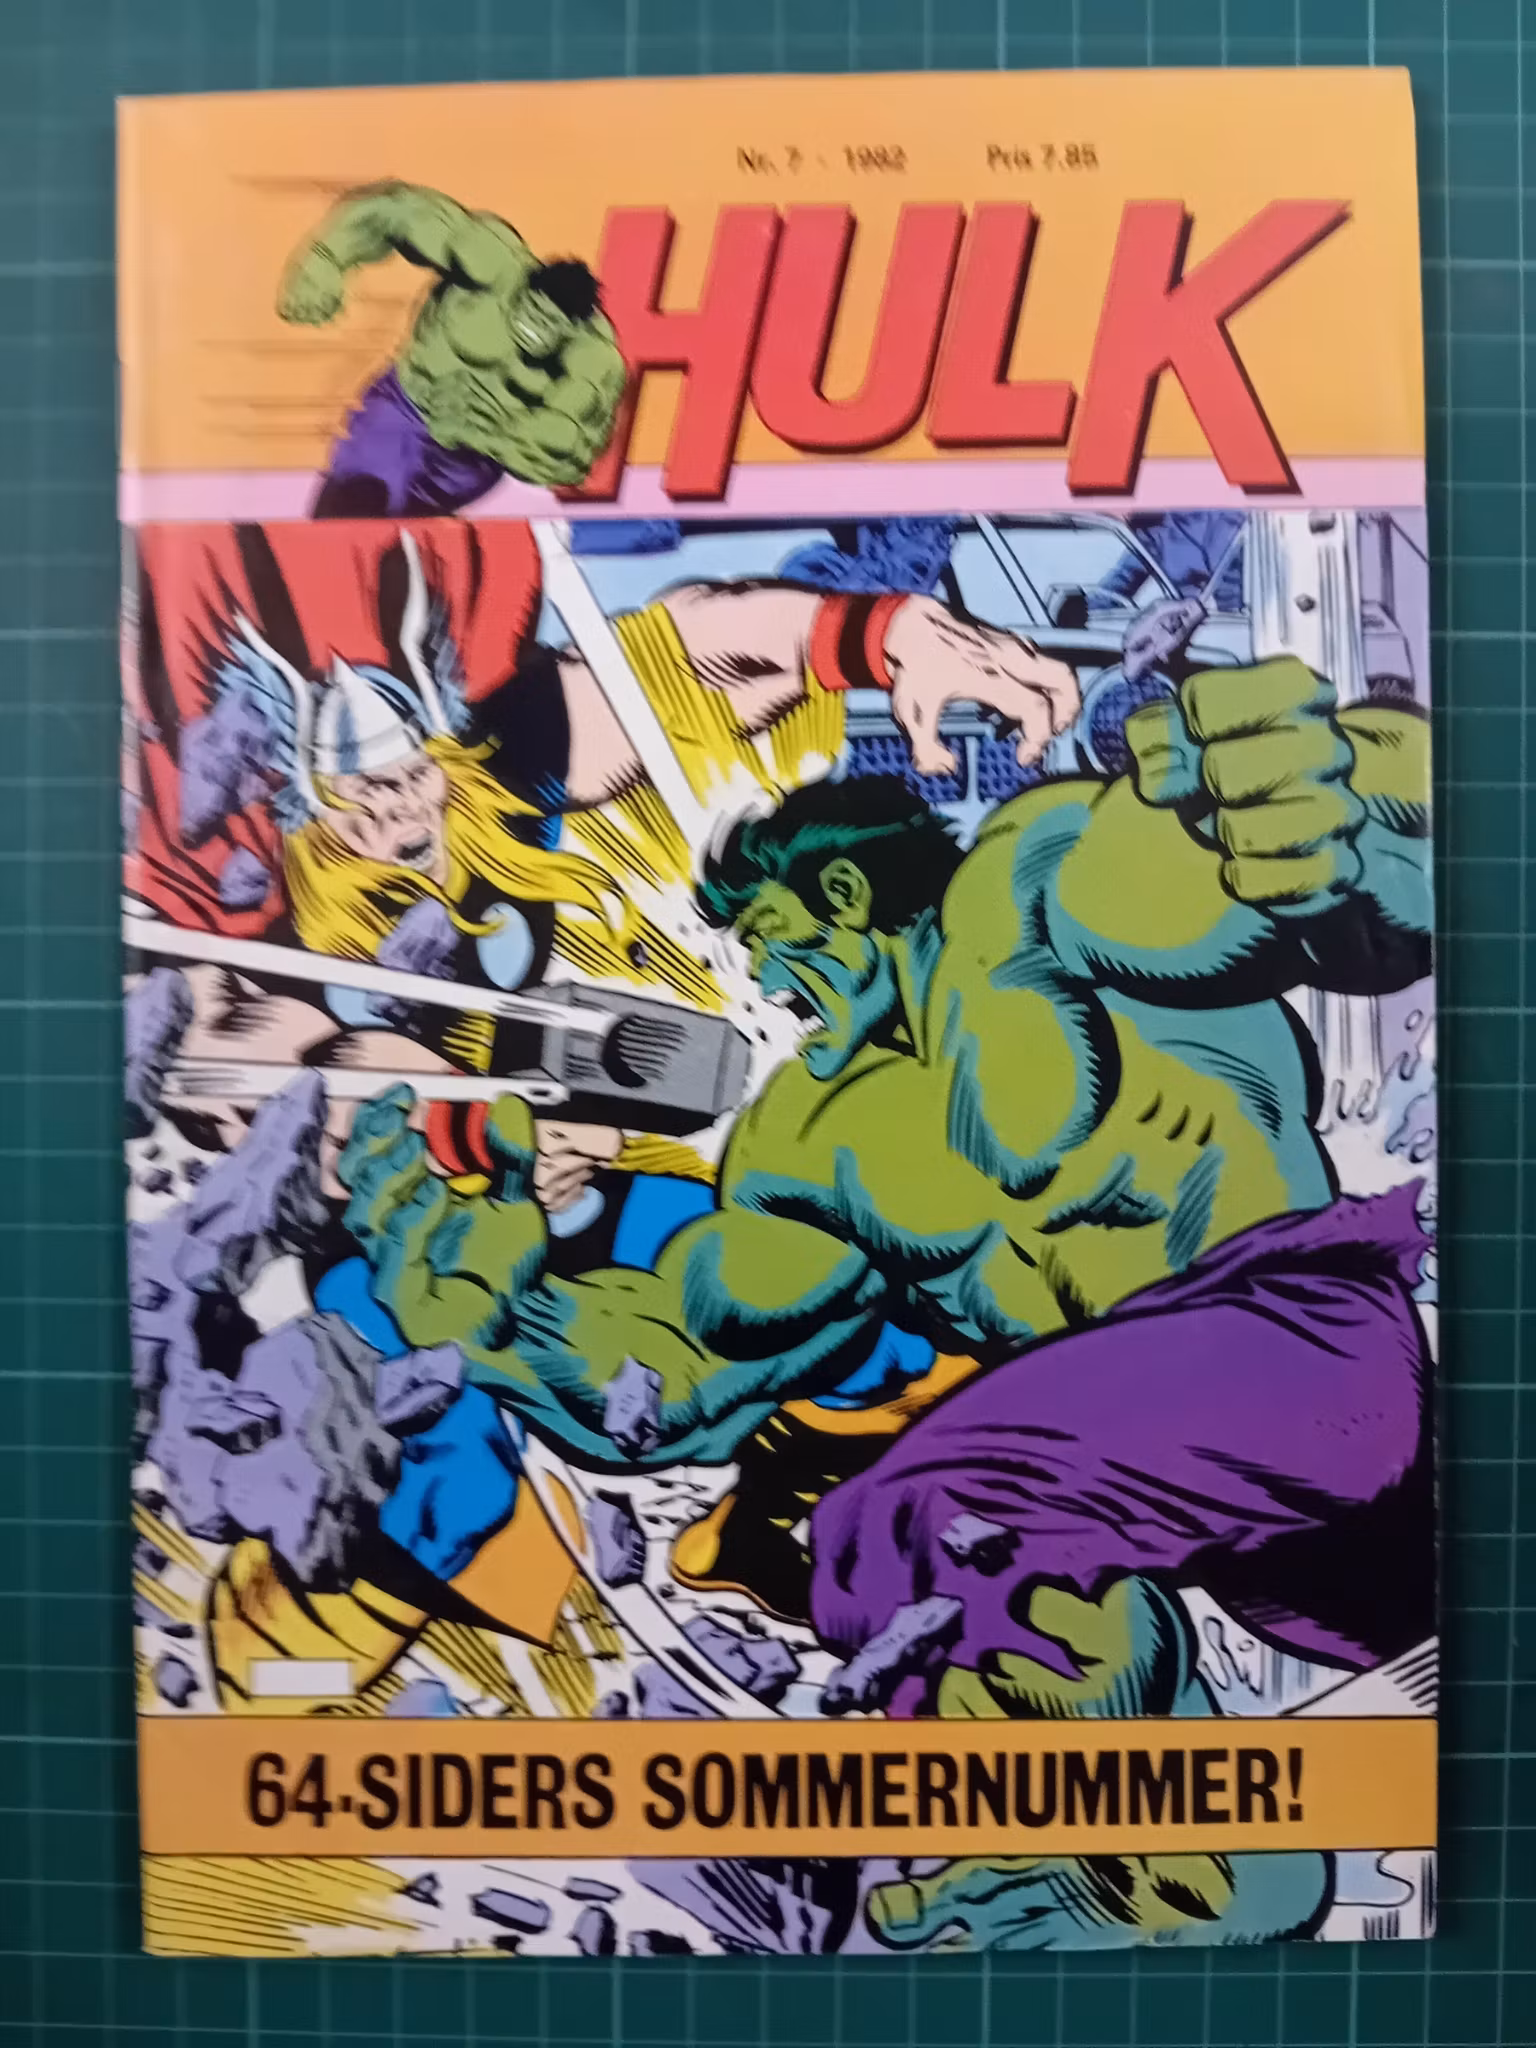 Nr. 7 - 1982 Pris 7.85
HULK
64-SIDERS SOMMERNUMMER!